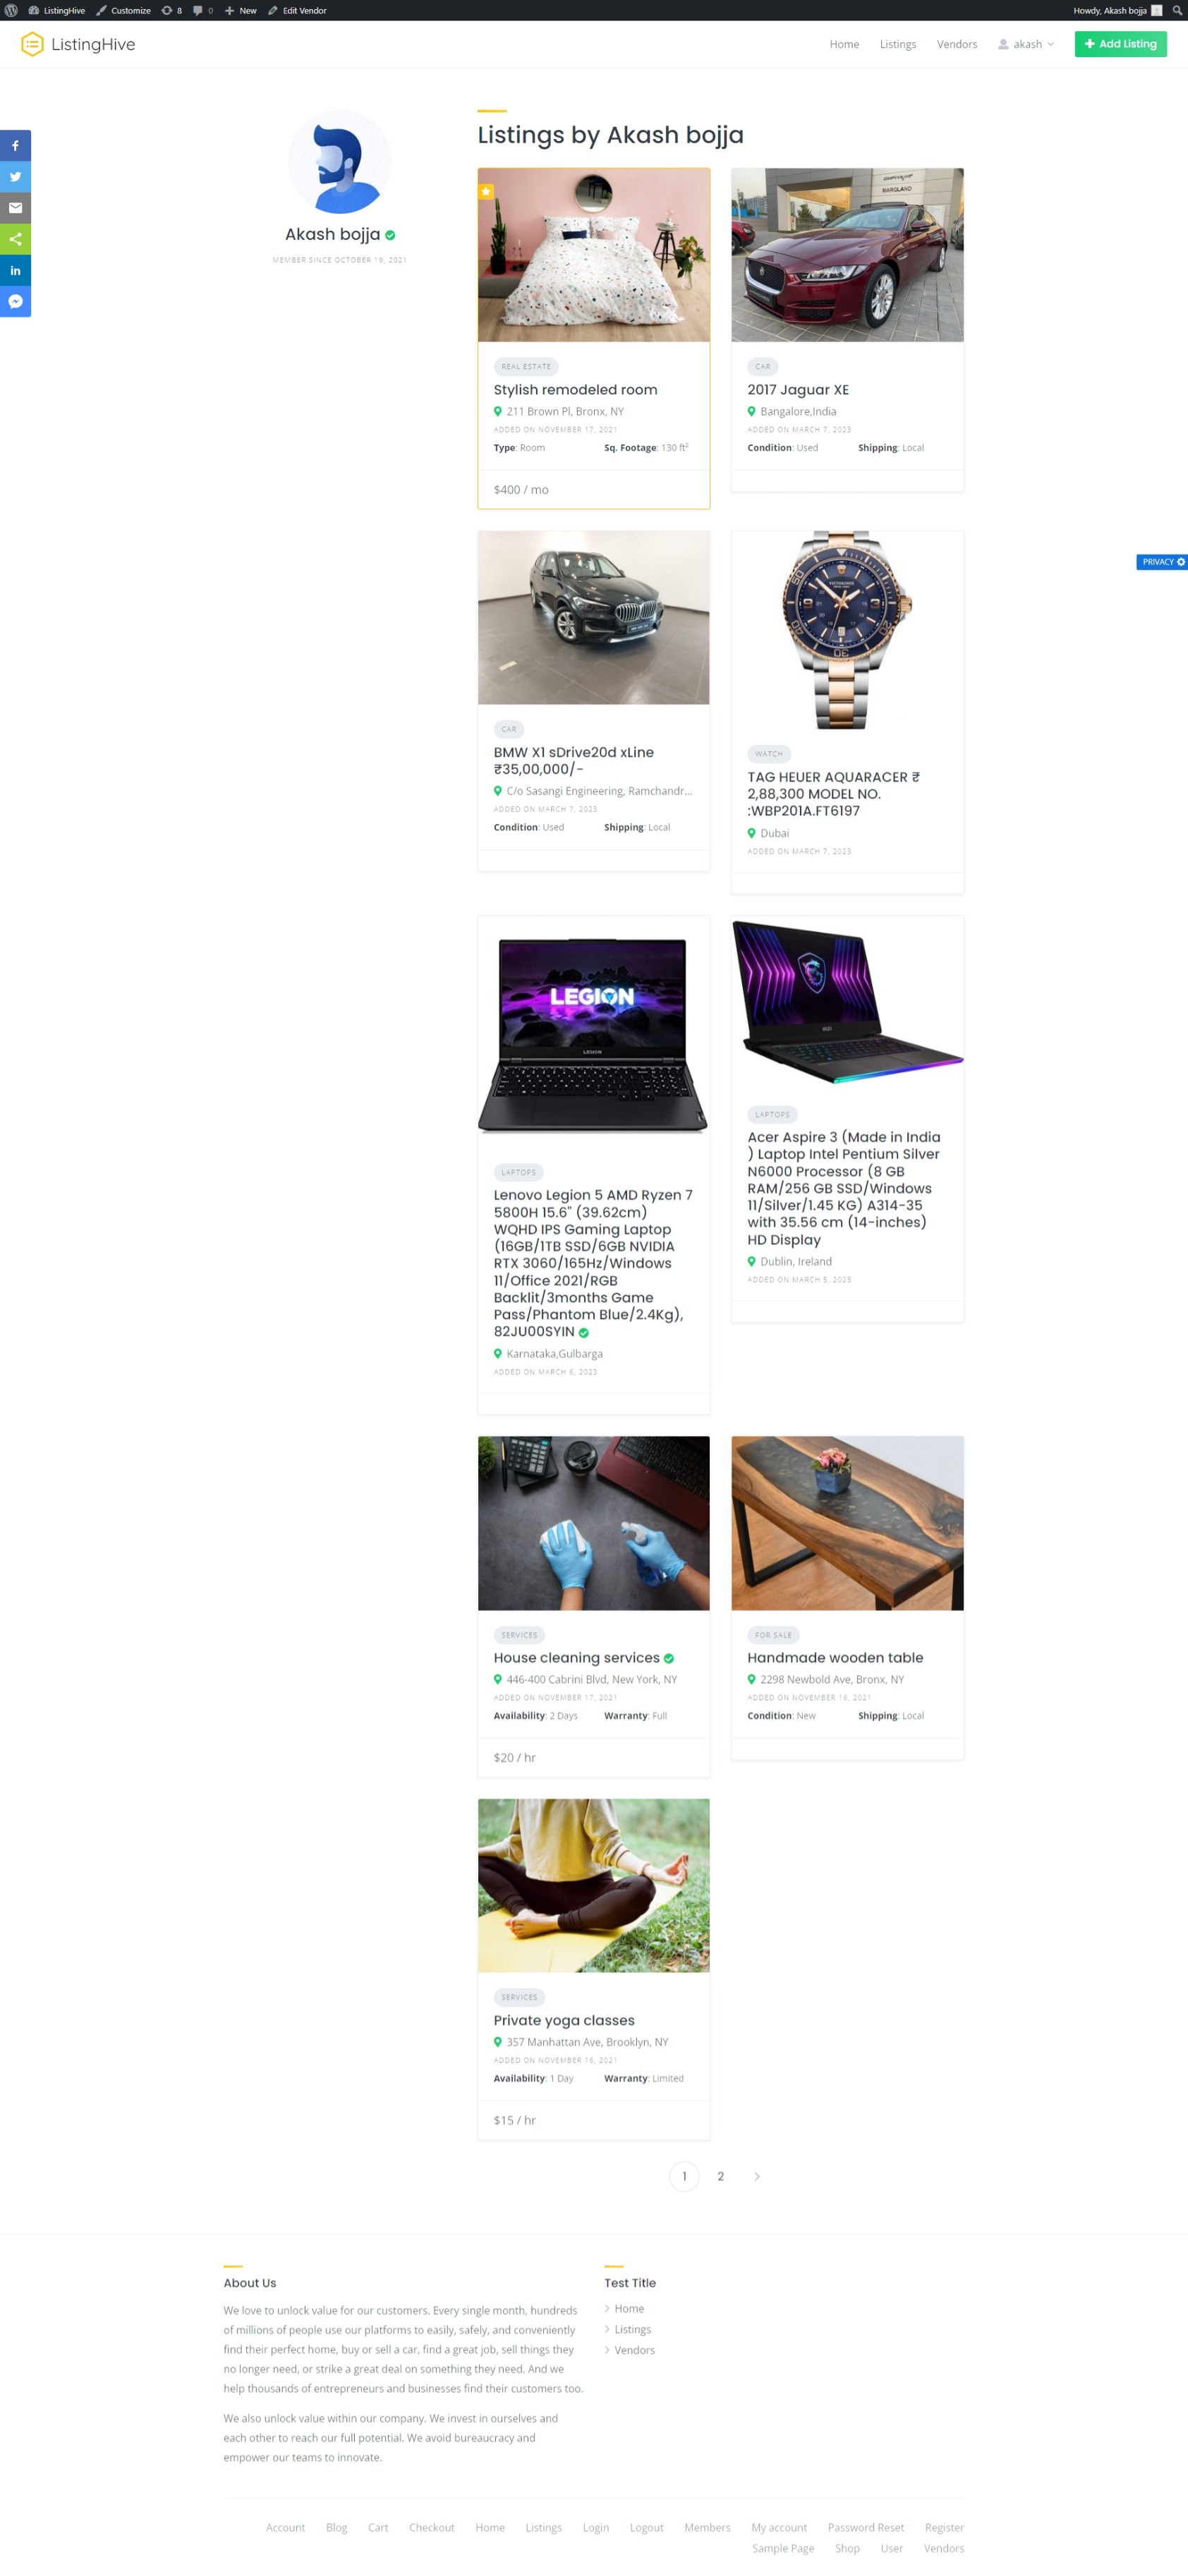 ListingHive 8 0 New Edit Vendor Howdy, Akash bojja
Customize
ListingHive
Home Listings Vendors akash Add Listing
Akash bojja
MEMBER SINCE OCTOBER 19, 2021
Listings by Akash bojja
REAL ESTATE
Stylish remodeled room
211 Brown Pl, Bronx, NY
ADDED ON NOVEMBER 17, 2021
Type: Room Sq. Footage: 130 ft²
$400 / mo
CAR
2017 Jaguar XE
Bangalore,India
ADDED ON MARCH 7, 2023
Condition: Used Shipping: Local
CAR
BMW X1 sDrive20d xLine
₹35,00,000/-
C/o Sasangi Engineering, Ramchandr...
ADDED ON MARCH 7, 2023
Condition: Used Shipping: Local
WATCH
TAG HEUER AQUARACER ₹
2,88,300 MODEL NO.
:WBP201A.FT6197
Dubai
ADDED ON MARCH 7, 2023
PRIVACY
LEGION
LEGION
LAPTOPS
Lenovo Legion 5 AMD Ryzen 7
5800H 15.6" (39.62cm)
WQHD IPS Gaming Laptop
(16GB/1TB SSD/6GB NVIDIA
RTX 3060/165Hz/Windows
11/Office 2021/RGB
Backlit/3months Game
Pass/Phantom Blue/2.4Kg),
82JU00SYIN
Karnataka,Gulbarga
ADDED ON MARCH 6, 2023
msi
LAPTOPS
Acer Aspire 3 (Made in India
) Laptop Intel Pentium Silver
N6000 Processor (8 GB
RAM/256 GB SSD/Windows
11/Silver/1.45 KG) A314-35
with 35.56 cm (14-inches)
HD Display
Dublin, Ireland
ADDED ON MARCH 5, 2023
SERVICES
House cleaning services
446-400 Cabrini Blvd, New York, NY
ADDED ON NOVEMBER 17, 2021
Availability: 2 Days Warranty: Full
$20 / hr
FOR SALE
Handmade wooden table
2298 Newbold Ave, Bronx, NY
ADDED ON NOVEMBER 16, 2021
Condition: New Shipping: Local
SERVICES
Private yoga classes
357 Manhattan Ave, Brooklyn, NY
ADDED ON NOVEMBER 16, 2021
Availability: 1 Day Warranty: Limited
$15 / hr
1 2
About Us
We love to unlock value for our customers. Every single month, hundreds
of millions of people use our platforms to easily, safely, and conveniently
find their perfect home, buy or sell a car, find a great job, sell things they
no longer need, or strike a great deal on something they need. And we
help thousands of entrepreneurs and businesses find their customers too.
We also unlock value within our company. We invest in ourselves and
each other to reach our full potential. We avoid bureaucracy and
empower our teams to innovate.
Test Title
Home
Listings
Vendors
Account Blog Cart Checkout Home Listings Login Logout Members My account Password Reset Register
Sample Page Shop User Vendors